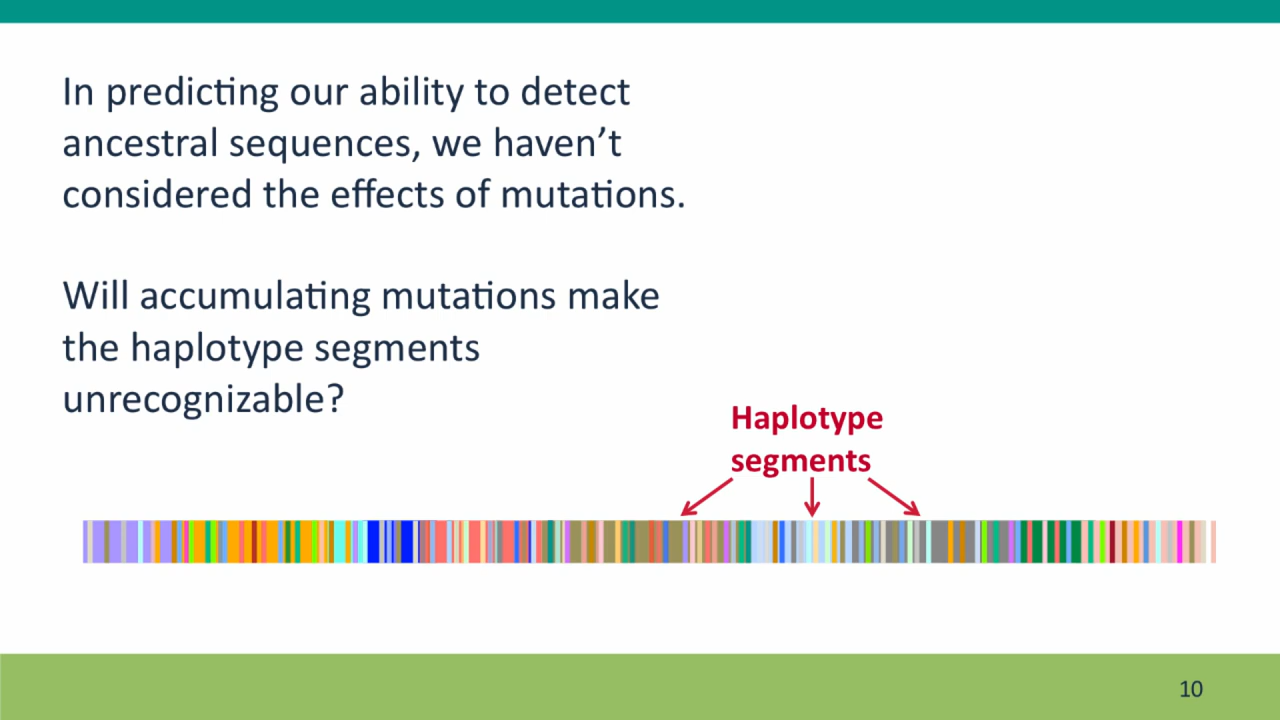 In predicting our ability to detect
ancestral sequences, we haven’t
considered the effects of mutations.
Will accumulating mutations make
the haplotype segments
unrecognizable?
Haplotype
segments
10